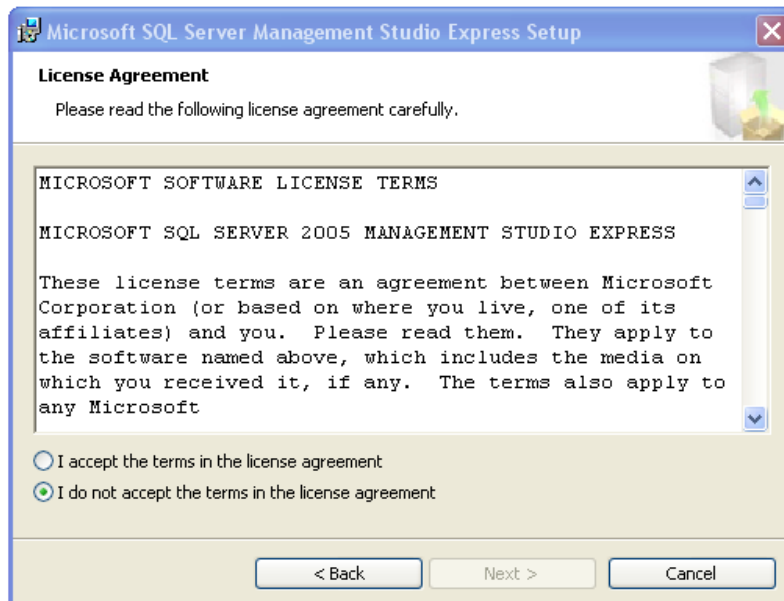 Microsoft SQL Server Management Studio Express Setup
License Agreement
Please read the following license agreement carefully.
MICROSOFT SOFTWARE LICENSE TERMS
MICROSOFT SQL SERVER 2005 MANAGEMENT STUDIO EXPRESS
These license terms are an agreement between Microsoft
Corporation (or based on where you live, one of its
affiliates) and you.  Please read them.  They apply to
the software named above, which includes the media on
which you received it, if any.  The terms also apply to
any Microsoft
I accept the terms in the license agreement
I do not accept the terms in the license agreement
< Back Next > Cancel